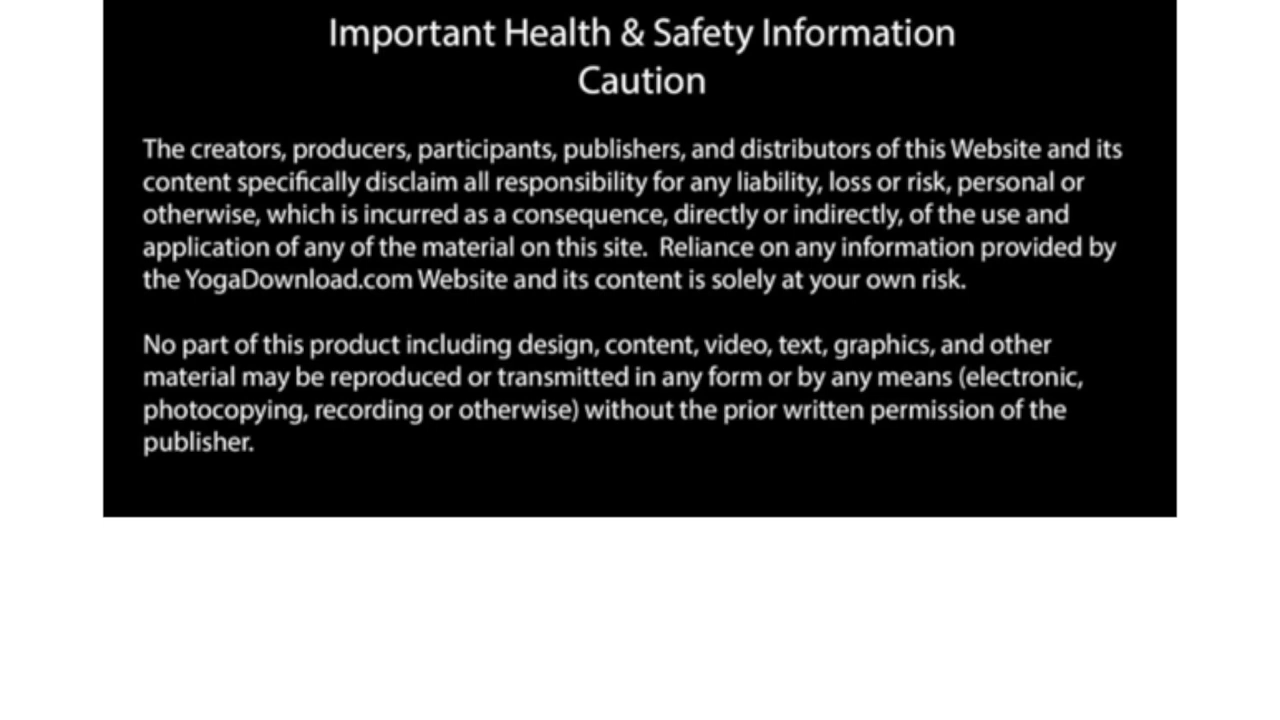 Important Health & Safety Information
Caution
The creators, producers, participants, publishers, and distributors of this Website and its
content specifically disclaim all responsibility for any liability, loss or risk, personal or
otherwise, which is incurred as a consequence, directly or indirectly, of the use and
application of any of the material on this site.  Reliance on any information provided by
the YogaDownload.com Website and its content is solely at your own risk.
No part of this product including design, content, video, text, graphics, and other
material may be reproduced or transmitted in any form or by any means (electronic,
photocopying, recording or otherwise) without the prior written permission of the
publisher.